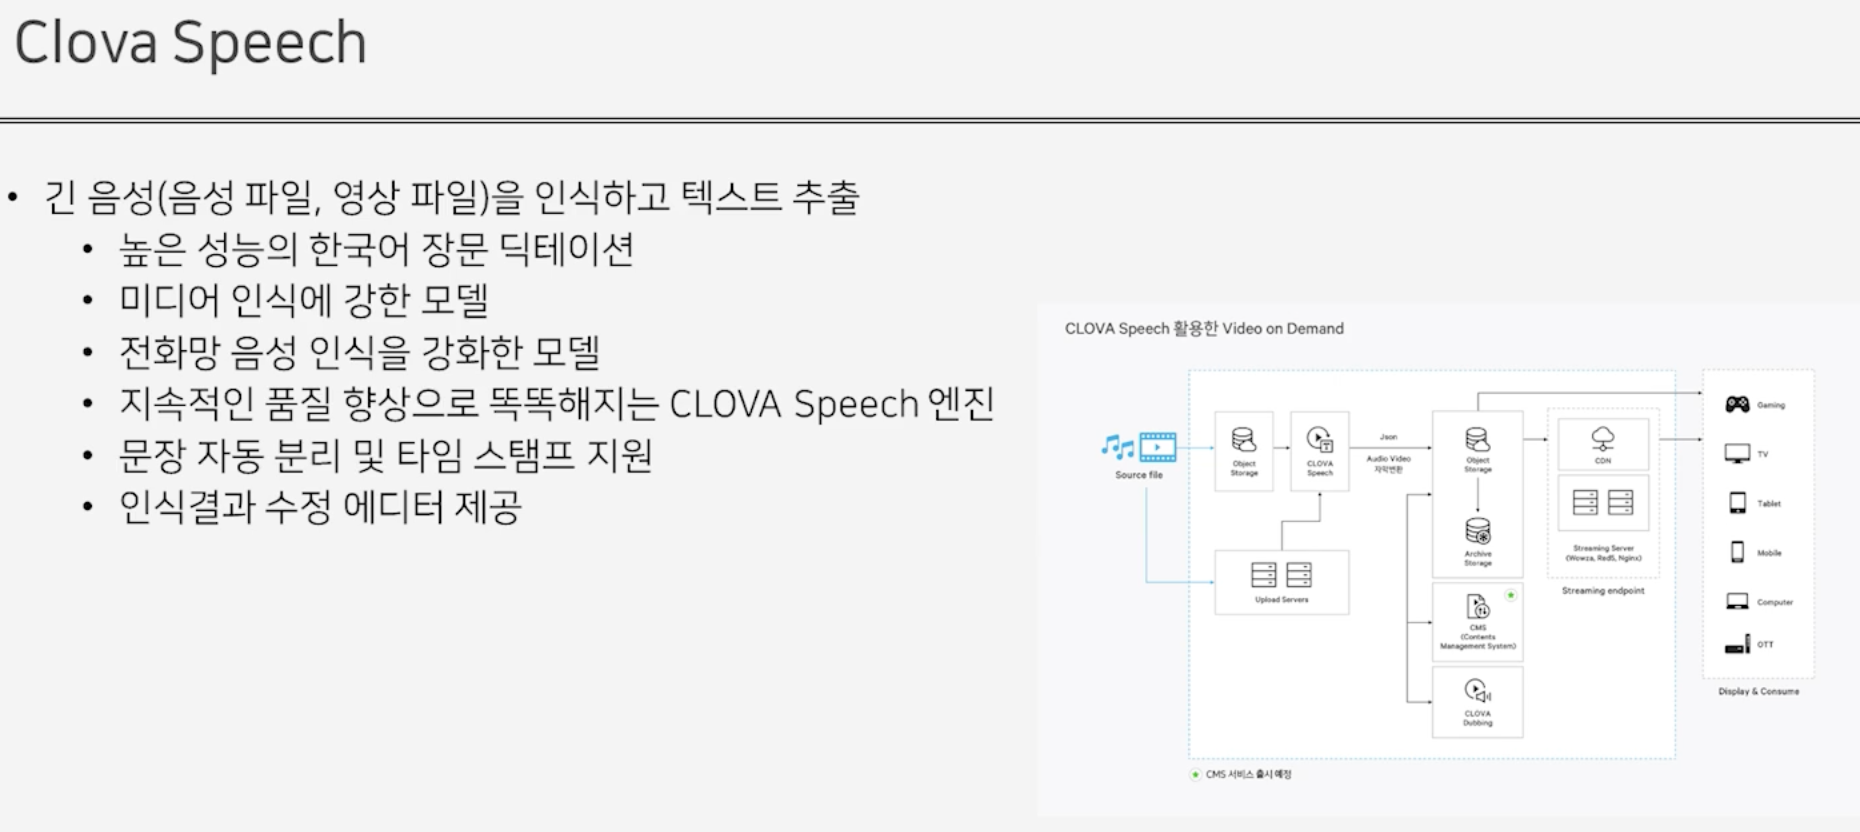 Clova Speech
• 긴 음성(음성 파일, 영상 파일)을 인식하고 텍스트 추출
• 높은 성능의 한국어 장문 딕테이션
• 미디어 인식에 강한 모델
• 전화망 음성 인식을 강화한 모델
• 지속적인 품질 향상으로 똑똑해지는 CLOVA Speech 엔진
• 문장 자동 분리 및 타임 스탬프 지원
• 인식결과 수정 에디터 제공
CLOVA Speech 활용한 Video on Demand
Source file
Object
Storage
CLOVA
Speech
Json
Audio Video
자막변환
Upload Servers
Object
Storage
Archive
Storage
CMS
(Contents
Management System)
CLOVA
Dubbing
CDN
Streaming Server
(Wowza, Red5, Nginx)
Streaming endpoint
Gaming
TV
Tablet
Mobile
Computer
OTT
Display & Consume
CMS 서비스 출시 예정